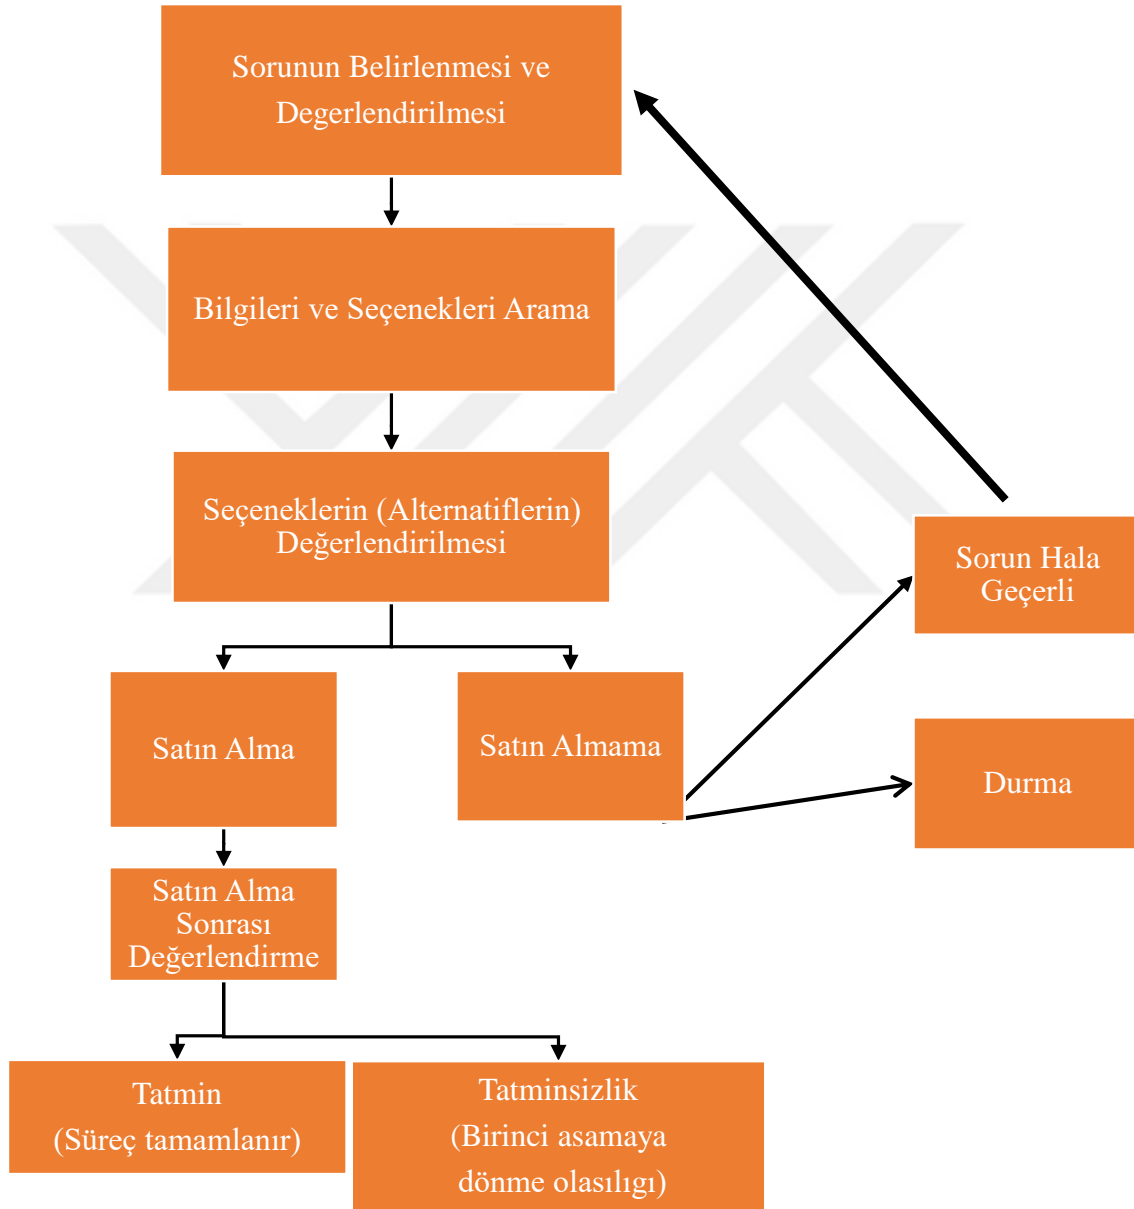 Sorunun Belirlenmesi ve
Degerlendirilmesi
Bilgileri ve Seçenekleri Arama
Seçeneklerin (Alternatiflerin)
Değerlendirilmesi
Sorun Hala
Geçerli
Satın Alma
Satın Almama
Durma
Satın Alma
Sonrası
Değerlendirme
Tatmin
(Süreç tamamlanır)
Tatminsizlik
(Birinci asamaya
dönme olasılıgı)